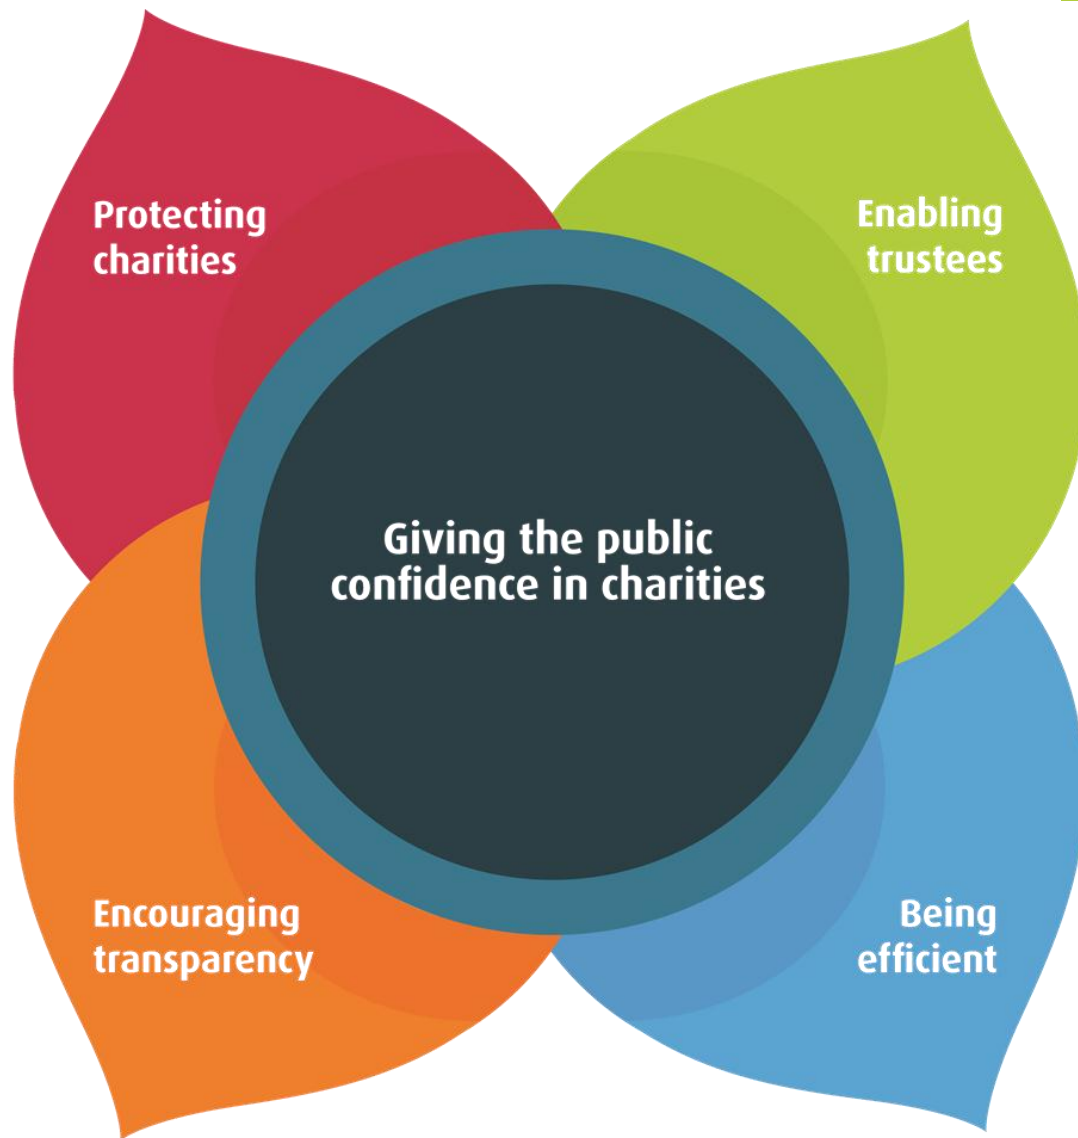 Protecting
charities
Enabling
trustees
Giving the public
confidence in charities
Encouraging
transparency
Being
efficient